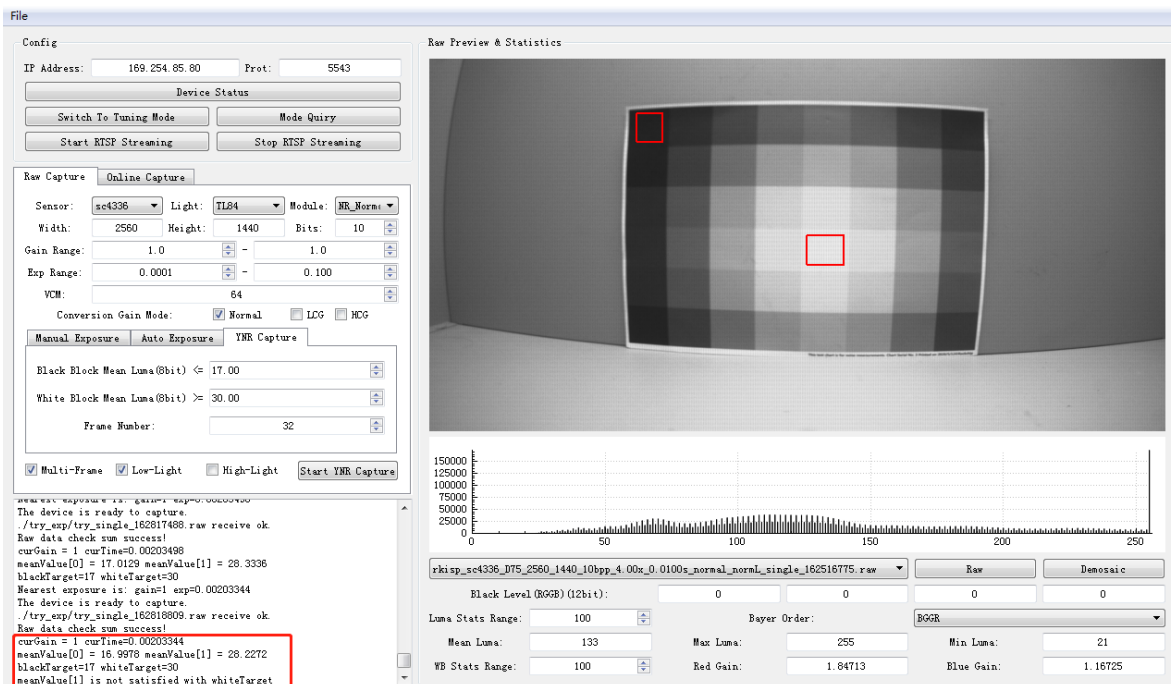 File
Config
IP Address: 169.254.85.80 Prot: 5543
Device Status
Switch To Tuning Mode Mode Quiry
Start RTSP Streaming Stop RTSP Streaming
Raw Capture Online Capture
Sensor: sc4336 Light: TL84 Module: NR_Norm
Width: 2560 Height: 1440 Bits: 10
Gain Range: 1.0 - 1.0
Exp Range: 0.0001 - 0.100
VCM: 64
Conversion Gain Mode: Normal LCG HCG
Manual Exposure Auto Exposure YNR Capture
Black Block Mean Luma(8bit) <= 17.00
White Block Mean Luma(8bit) >= 30.00
Frame Number: 32
Multi-Frame Low-Light High-Light Start YNR Capture
Nearest exposure is: gain=1 exp=0.00203498
The device is ready to capture.
./try_exp/try_single_162817488.raw receive ok.
Raw data check sum success!
curGain = 1 curTime=0.00203498
meanValue[0] = 17.0129 meanValue[1] = 28.3336
blackTarget=17 whiteTarget=30
Nearest exposure is: gain=1 exp=0.00203344
The device is ready to capture.
./try_exp/try_single_162818809.raw receive ok.
Raw data check sum success!
curGain = 1 curTime=0.00203344
meanValue[0] = 16.9978 meanValue[1] = 28.2272
blackTarget=17 whiteTarget=30
meanValue[1] is not satisfied with whiteTarget
Raw Preview & Statistics
150000
125000
100000
75000
50000
25000
0
0 50 100 150 200 250
rkisp_sc4336_D75_2560_1440_10bpp_4.00x_0.0100s_normal_normL_single_162516775.raw Raw Demosaic
Black Level(RGGB)(12bit): 0 0 0 0
Luma Stats Range: 100 Bayer Order: BGGR
Mean Luma: 133 Max Luma: 255 Min Luma: 21
WB Stats Range: 100 Red Gain: 1.84713 Blue Gain: 1.16725